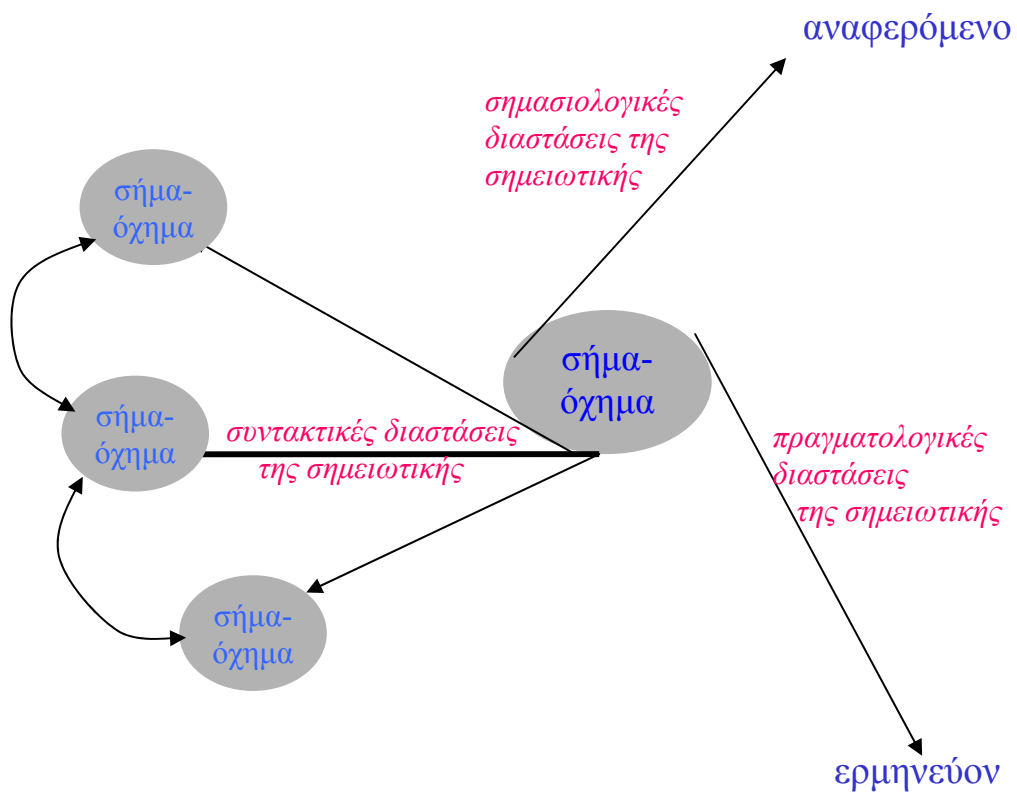 αναφερόμενο
σημασιολογικές
διαστάσεις της
σημειωτικής
σήμα-
όχημα
σήμα-
όχημα
σήμα-
όχημα
συντακτικές διαστάσεις
της σημειωτικής
πραγματολογικές
διαστάσεις
της σημειωτικής
σήμα-
όχημα
ερμηνεύον